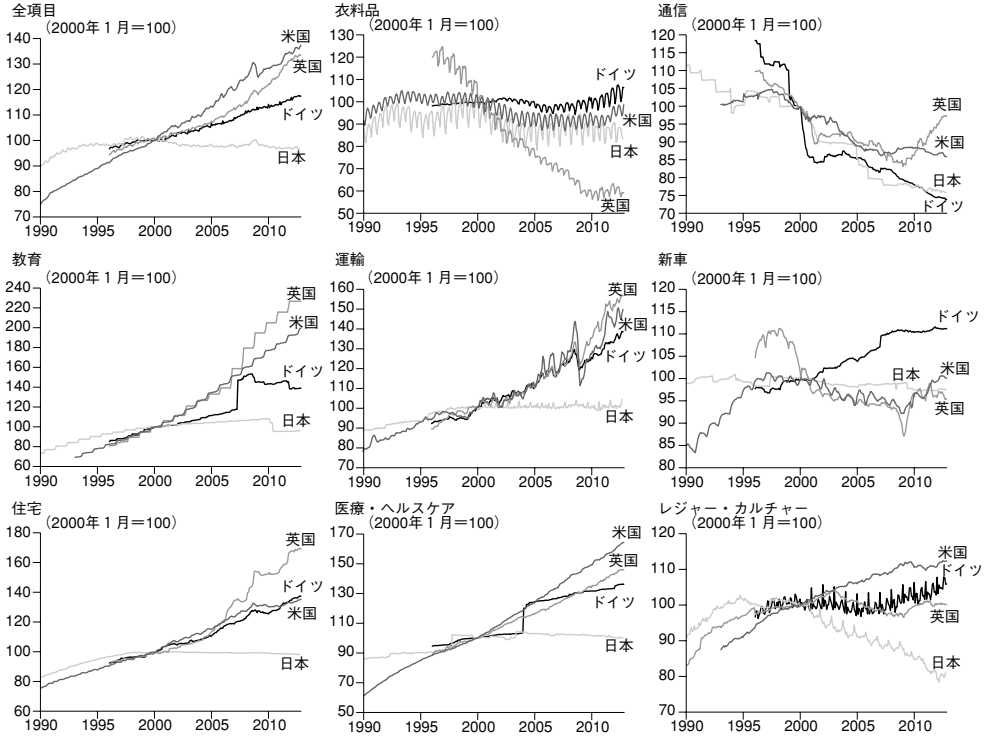 全項目
（2000年１月＝100）
140
130
120
110
100
90
80
70
1990 1995 2000 2005 2010
米国
英国
ドイツ
日本
衣料品
（2000年１月＝100）
130
120
110
100
90
80
70
60
50
1990 1995 2000 2005 2010
ドイツ
米国
日本
英国
通信
（2000年１月＝100）
120
115
110
105
100
95
90
85
80
75
70
1990 1995 2000 2005 2010
英国
米国
日本
ドイツ
教育
（2000年１月＝100）
240
220
200
180
160
140
120
100
80
60
1990 1995 2000 2005 2010
英国
米国
ドイツ
日本
運輸
（2000年１月＝100）
160
150
140
130
120
110
100
90
80
70
1990 1995 2000 2005 2010
英国
米国
ドイツ
日本
新車
（2000年１月＝100）
120
115
110
105
100
95
90
85
80
1990 1995 2000 2005 2010
ドイツ
米国
日本
英国
住宅
（2000年１月＝100）
180
160
140
120
100
80
60
1990 1995 2000 2005 2010
英国
ドイツ
米国
日本
医療・ヘルスケア
（2000年１月＝100）
170
150
130
110
90
70
50
1990 1995 2000 2005 2010
米国
英国
ドイツ
日本
レジャー・カルチャー
（2000年１月＝100）
120
110
100
90
80
70
1990 1995 2000 2005 2010
米国
ドイツ
英国
日本